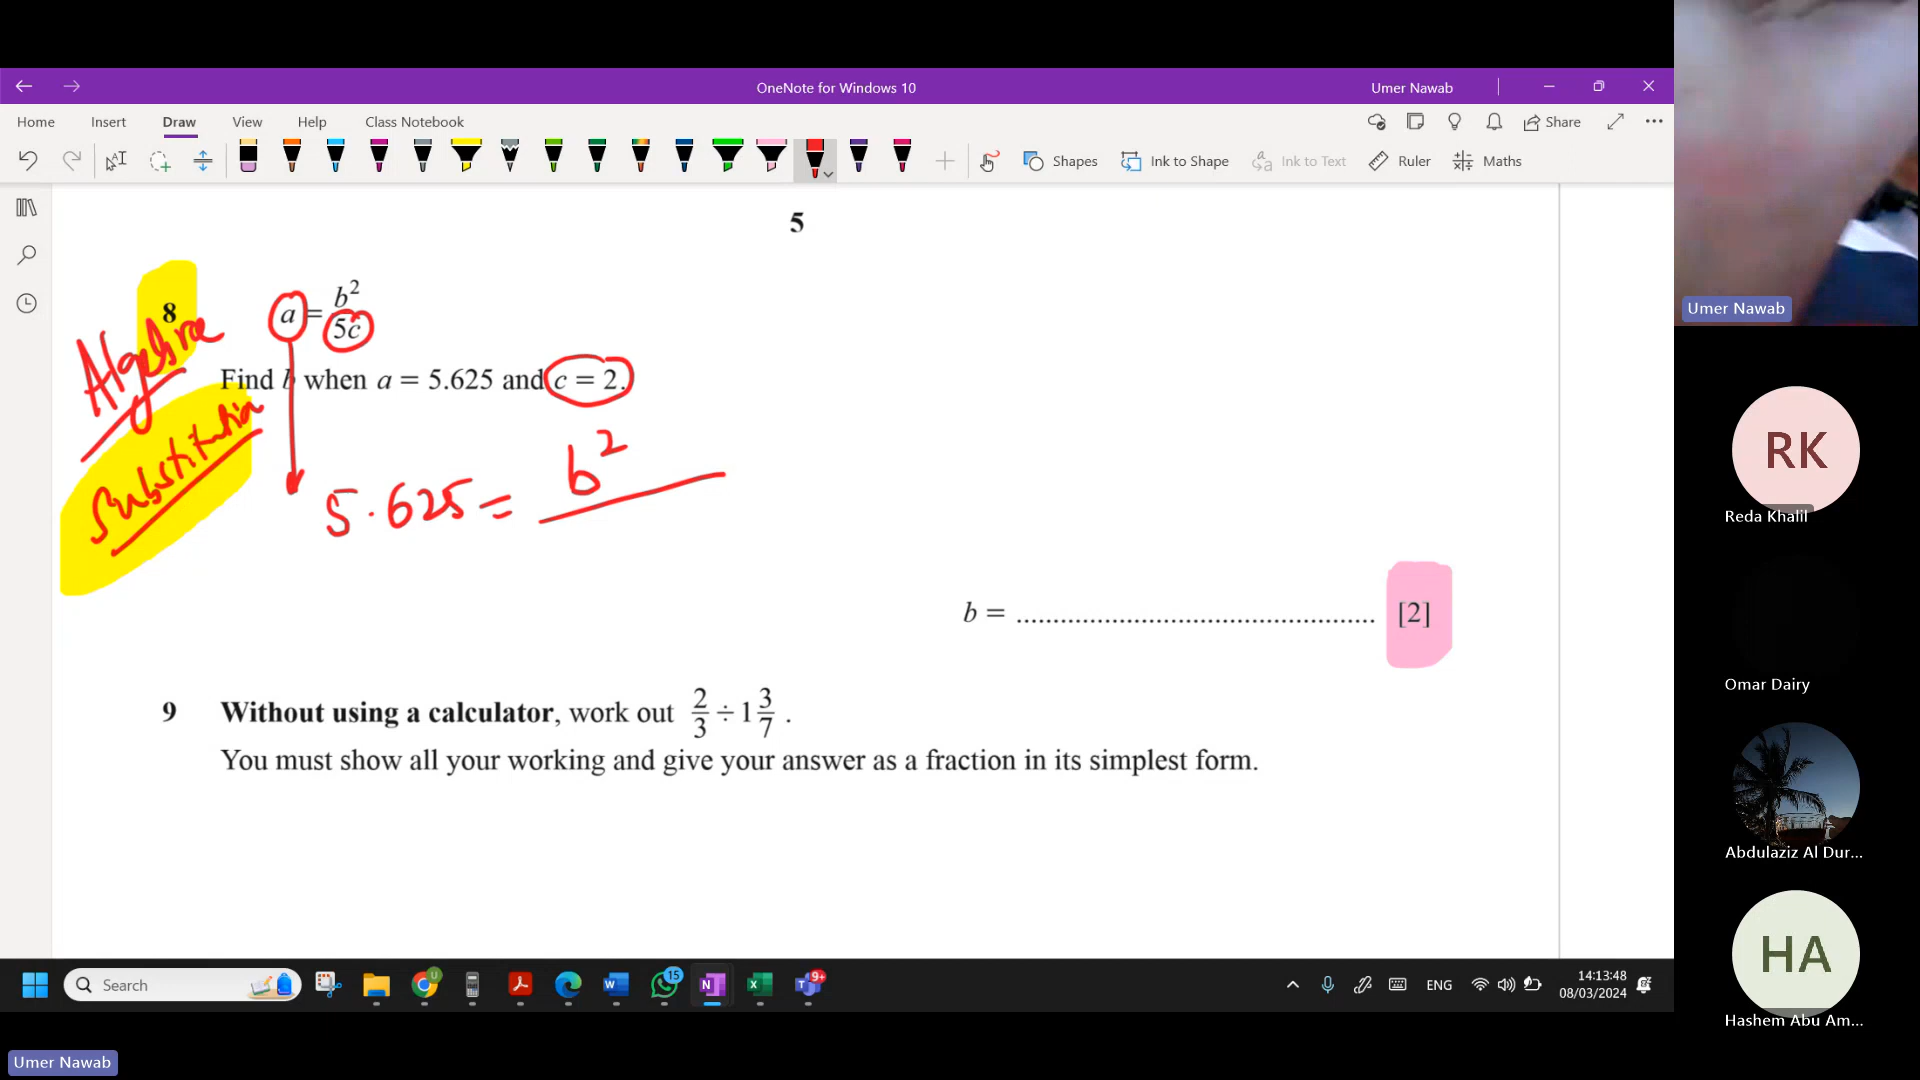 OneNote for Windows 10
Umer Nawab
Home Insert Draw View Help Class Notebook
Share
Shapes Ink to Shape Ink to Text Ruler Maths
5
8 a = b²/5c
Algebra
Find b when a = 5.625 and c = 2.
Substitution
5.625 = b²
b = ............................................... [2]
9 Without using a calculator, work out 2/3 ÷ 1 3/7 .
You must show all your working and give your answer as a fraction in its simplest form.
Umer Nawab
RK
Reda Khalil
Omar Dairy
Abdulaziz Al Dur...
HA
Hashem Abu Am...
Search
15
9+
ENG
14:13:48
08/03/2024
Umer Nawab